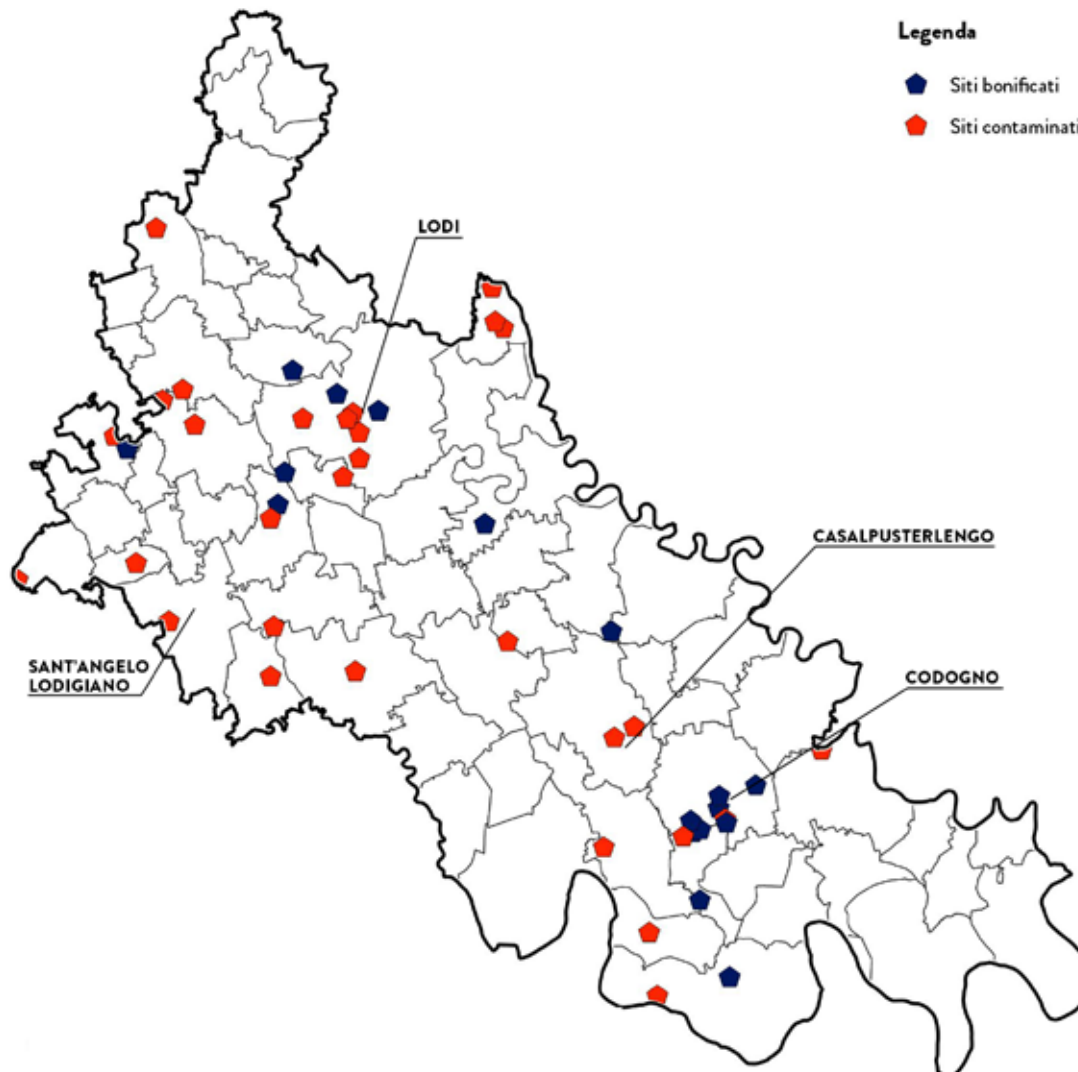 Legenda
Siti bonificati
Siti contaminati
LODI
CASALPUSTERLENGO
SANT'ANGELO
LODIGIANO
CODOGNO